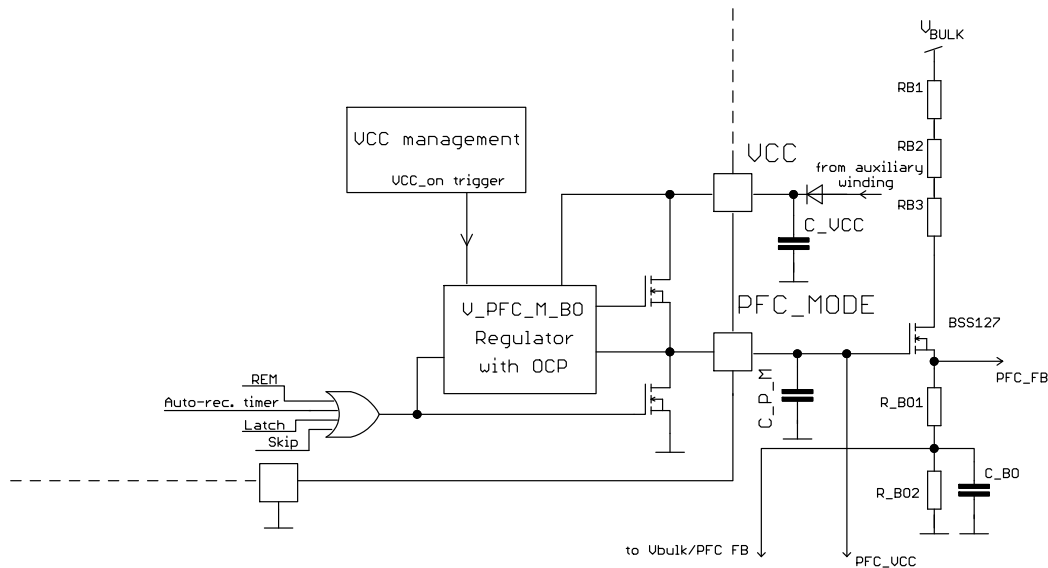 V
BULK
RB1
VCC management
RB2
VCC
from auxiliary
winding
VCC_on trigger
RB3
C_VCC
PFC_MODE
V_PFC_M_BO
Regulator
with OCP
BSS127
PFC_FB
C_P_M
REM
Auto-rec. timer
Latch
Skip
R_BO1
C_BO
R_BO2
to Vbulk/PFC FB
PFC_VCC